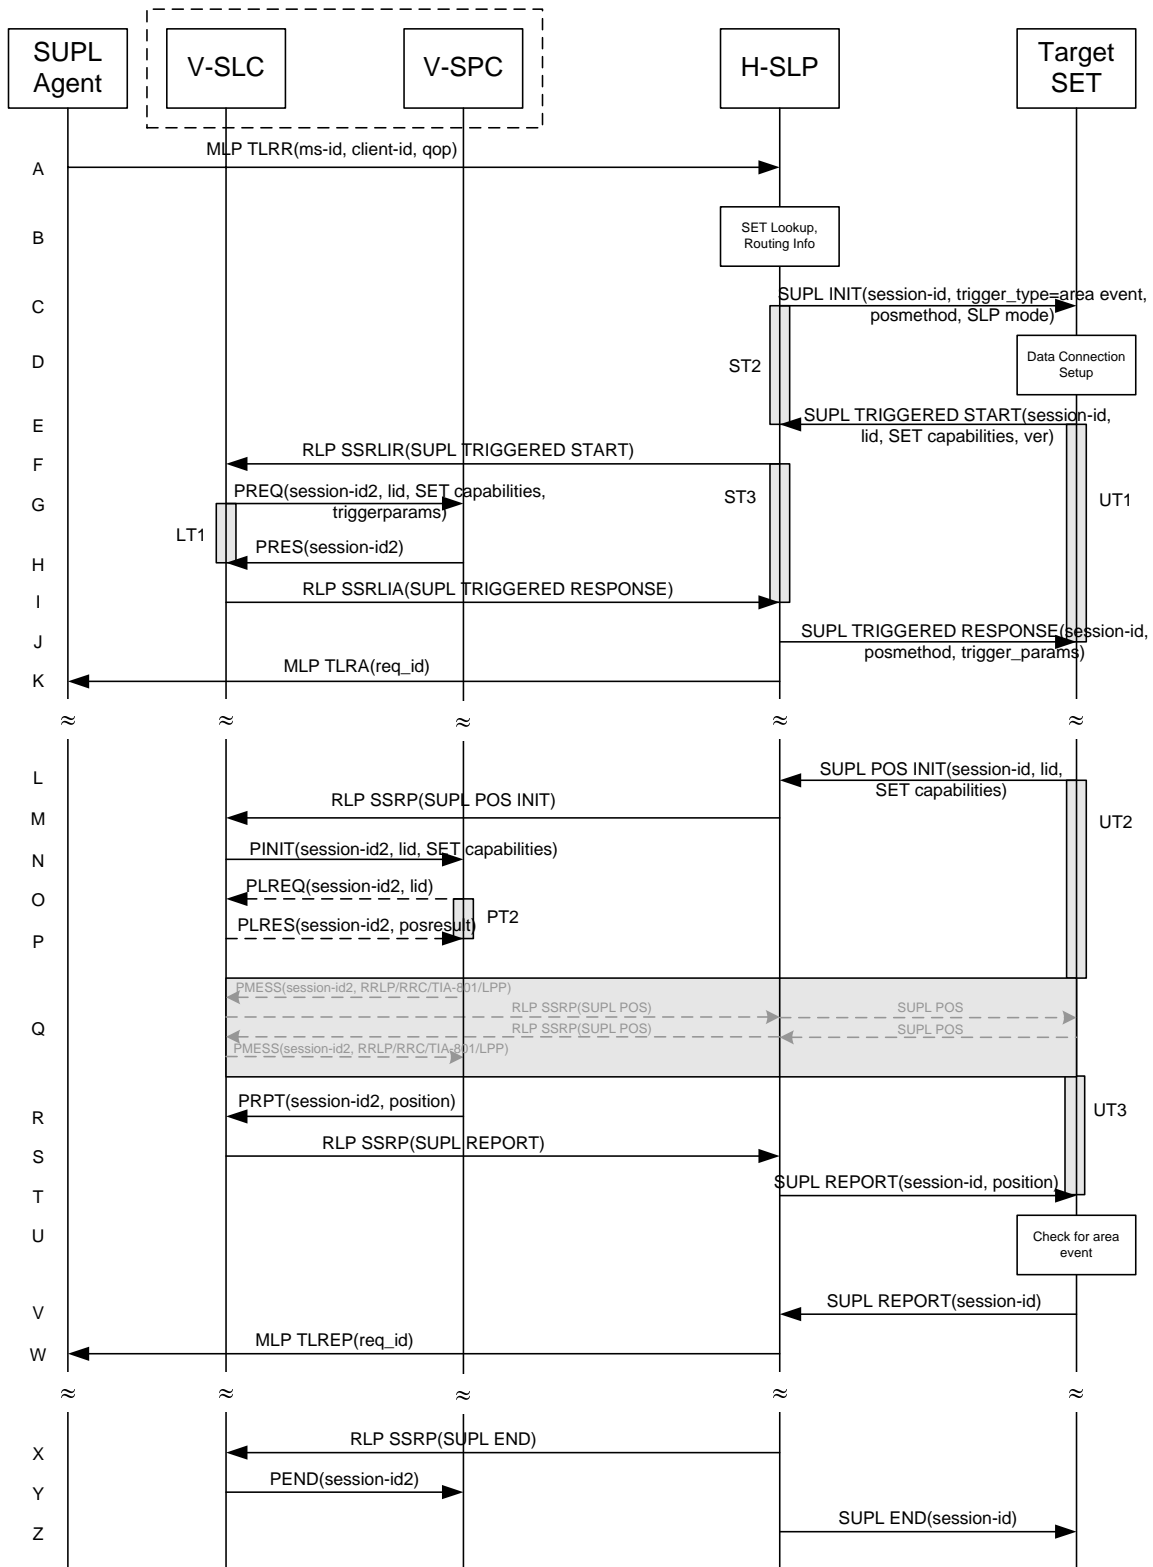 SUPL
Agent
V-SLC
V-SPC
H-SLP
Target
SET
A
MLP TLRR(ms-id, client-id, qop)
B
SET Lookup,
Routing Info
C
SUPL INIT(session-id, trigger_type=area event,
posmethod, SLP mode)
D
ST2
Data Connection
Setup
E
SUPL TRIGGERED START(session-id,
lid, SET capabilities, ver)
F
RLP SSRLIR(SUPL TRIGGERED START)
G
PREQ(session-id2, lid, SET capabilities,
triggerparams)
ST3
UT1
LT1
H
PRES(session-id2)
I
RLP SSRLIA(SUPL TRIGGERED RESPONSE)
J
SUPL TRIGGERED RESPONSE(session-id,
posmethod, trigger_params)
K
MLP TLRA(req_id)
≈
≈
≈
≈
≈
L
SUPL POS INIT(session-id, lid,
SET capabilities)
M
RLP SSRP(SUPL POS INIT)
UT2
N
PINIT(session-id2, lid, SET capabilities)
O
PLREQ(session-id2, lid)
PT2
P
PLRES(session-id2, posresult)
PMESS(session-id2, RRLP/RRC/TIA-801/LPP)
RLP SSRP(SUPL POS)
SUPL POS
Q
RLP SSRP(SUPL POS)
SUPL POS
PMESS(session-id2, RRLP/RRC/TIA-801/LPP)
R
PRPT(session-id2, position)
UT3
S
RLP SSRP(SUPL REPORT)
T
SUPL REPORT(session-id, position)
U
Check for area
event
V
SUPL REPORT(session-id)
W
MLP TLREP(req_id)
≈
≈
≈
≈
≈
X
RLP SSRP(SUPL END)
Y
PEND(session-id2)
Z
SUPL END(session-id)